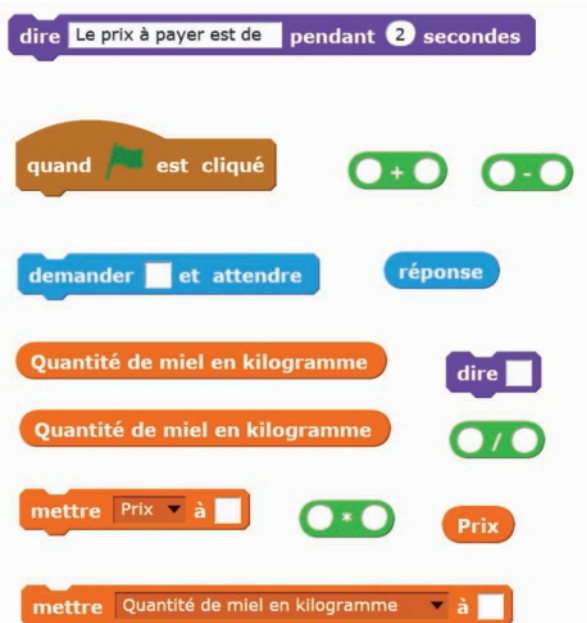 dire Le prix à payer est de pendant 2 secondes
quand est cliqué + -
demander et attendre réponse
Quantité de miel en kilogramme
dire
Quantité de miel en kilogramme
/
mettre Prix à * Prix
mettre Quantité de miel en kilogramme à